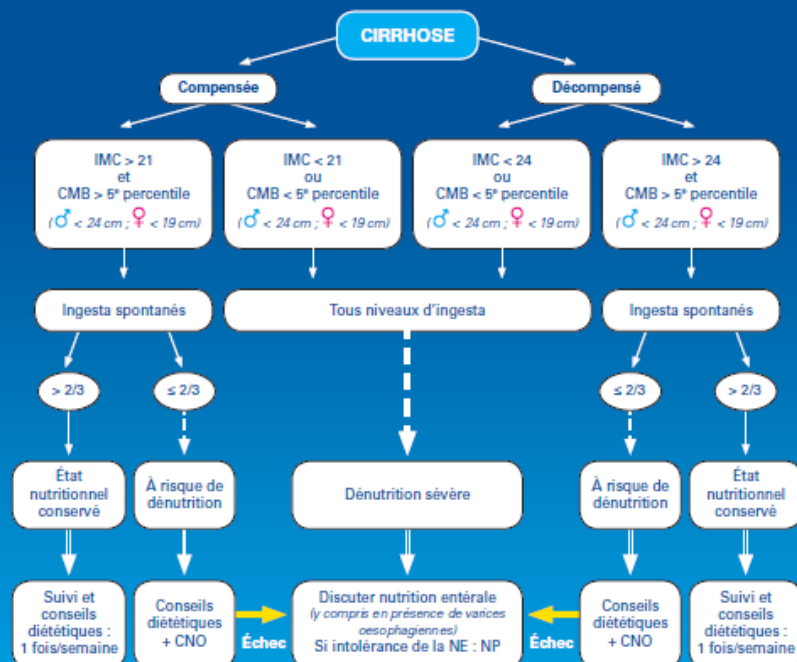 CIRRHOSE
Compensée
Décompensé
IMC > 21
et
CMB > 5e percentile
(♂ < 24 cm ; ♀ < 19 cm)
IMC < 21
ou
CMB < 5e percentile
(♂ < 24 cm ; ♀ < 19 cm)
IMC < 24
ou
CMB < 5e percentile
(♂ < 24 cm ; ♀ < 19 cm)
IMC > 24
et
CMB > 5e percentile
(♂ < 24 cm ; ♀ < 19 cm)
Ingesta spontanés
Tous niveaux d'ingesta
Ingesta spontanés
> 2/3
≤ 2/3
≤ 2/3
> 2/3
État
nutritionnel
conservé
À risque de
dénutrition
Dénutrition sévère
À risque de
dénutrition
État
nutritionnel
conservé
Suivi et
conseils
diététiques :
1 fois/semaine
Conseils
diététiques
+ CNO
Échec
Discuter nutrition entérale
(y compris en présence de varices
oesophagiennes)
Si intolérance de la NE : NP
Échec
Conseils
diététiques
+ CNO
Suivi et
conseils
diététiques :
1 fois/semaine